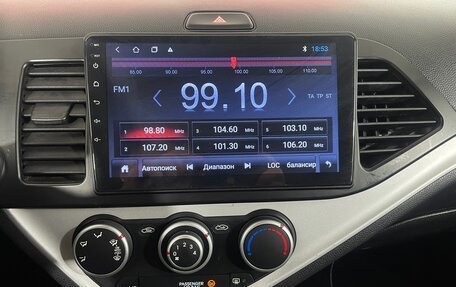 18:53
85.00 90.00 95.00 100.00 105.00 110.00
FM1
99.10 MHz
TA TP ST
1 98.80 MHz 3 104.60 MHz 5 103.10 MHz
2 107.20 MHz 4 101.30 MHz 6 106.20 MHz
Автопоиск Диапазон LOC балансир
PASSENGER